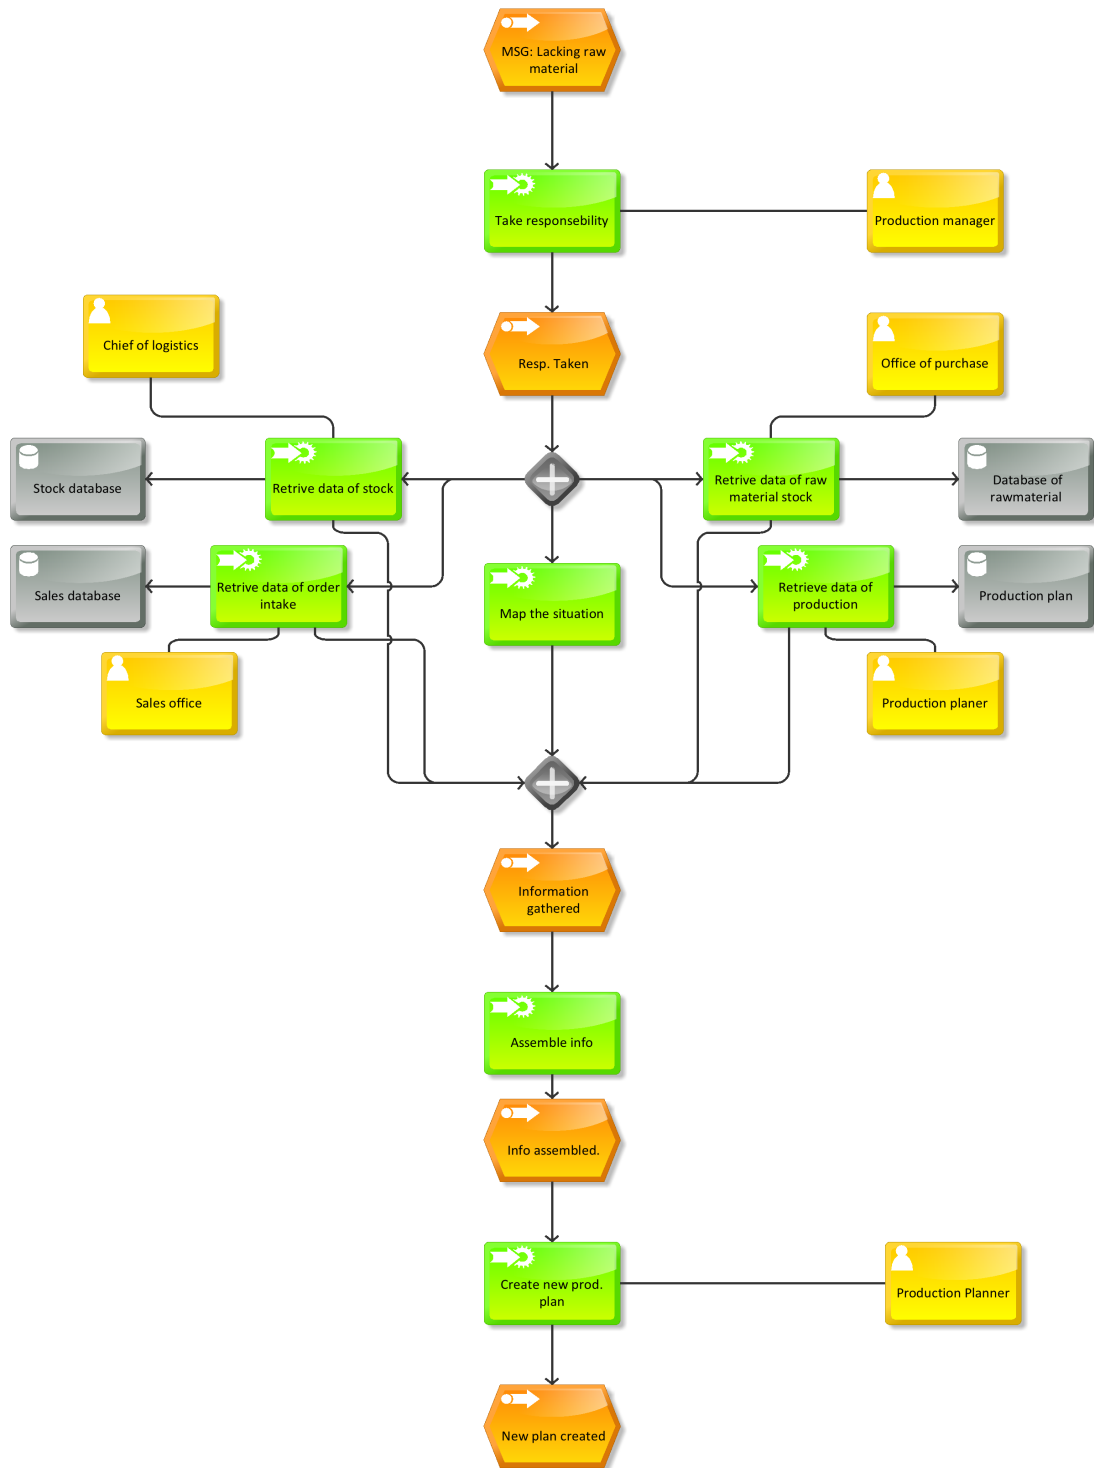 MSG: Lacking raw
material
Take responsebility
Production manager
Chief of logistics
Resp. Taken
Office of purchase
Stock database
Retrive data of stock
Retrive data of raw
material stock
Database of
rawmaterial
Sales database
Retrive data of order
intake
Map the situation
Retrieve data of
production
Production plan
Sales office
Production planer
Information
gathered
Assemble info
Info assembled.
Create new prod.
plan
Production Planner
New plan created